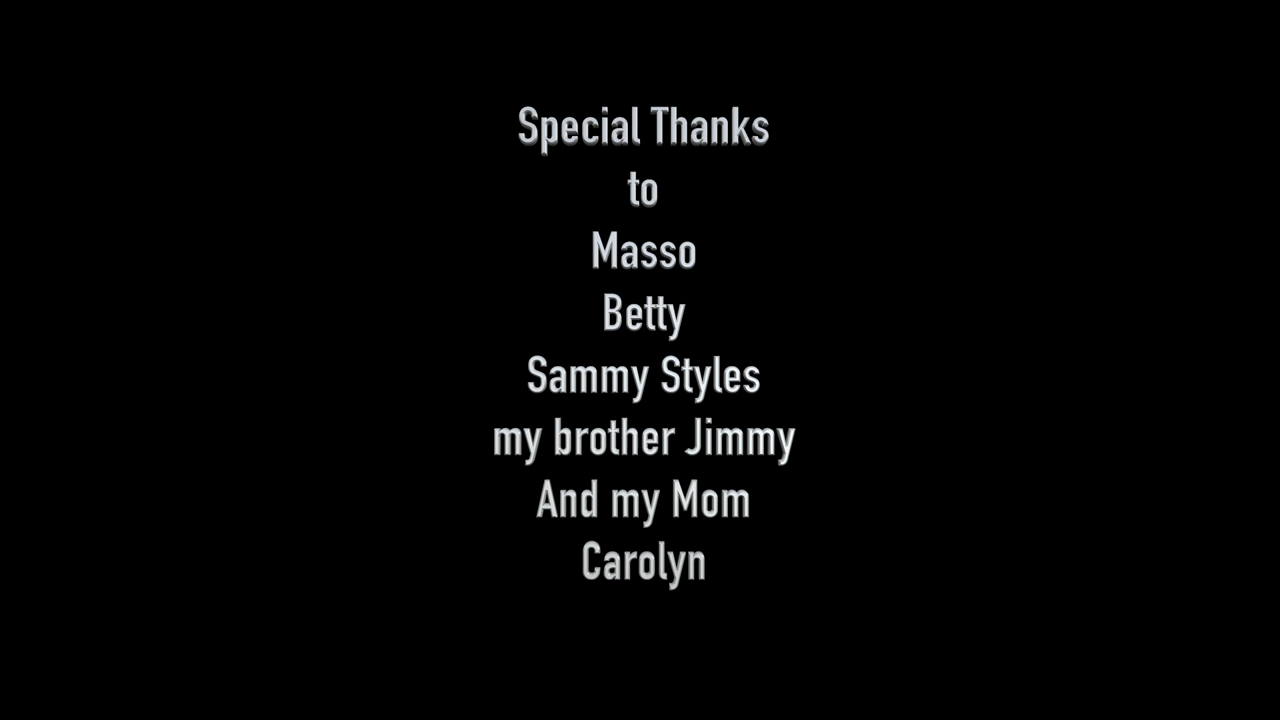 Special Thanks
to
Masso
Betty
Sammy Styles
my brother Jimmy
And my Mom
Carolyn